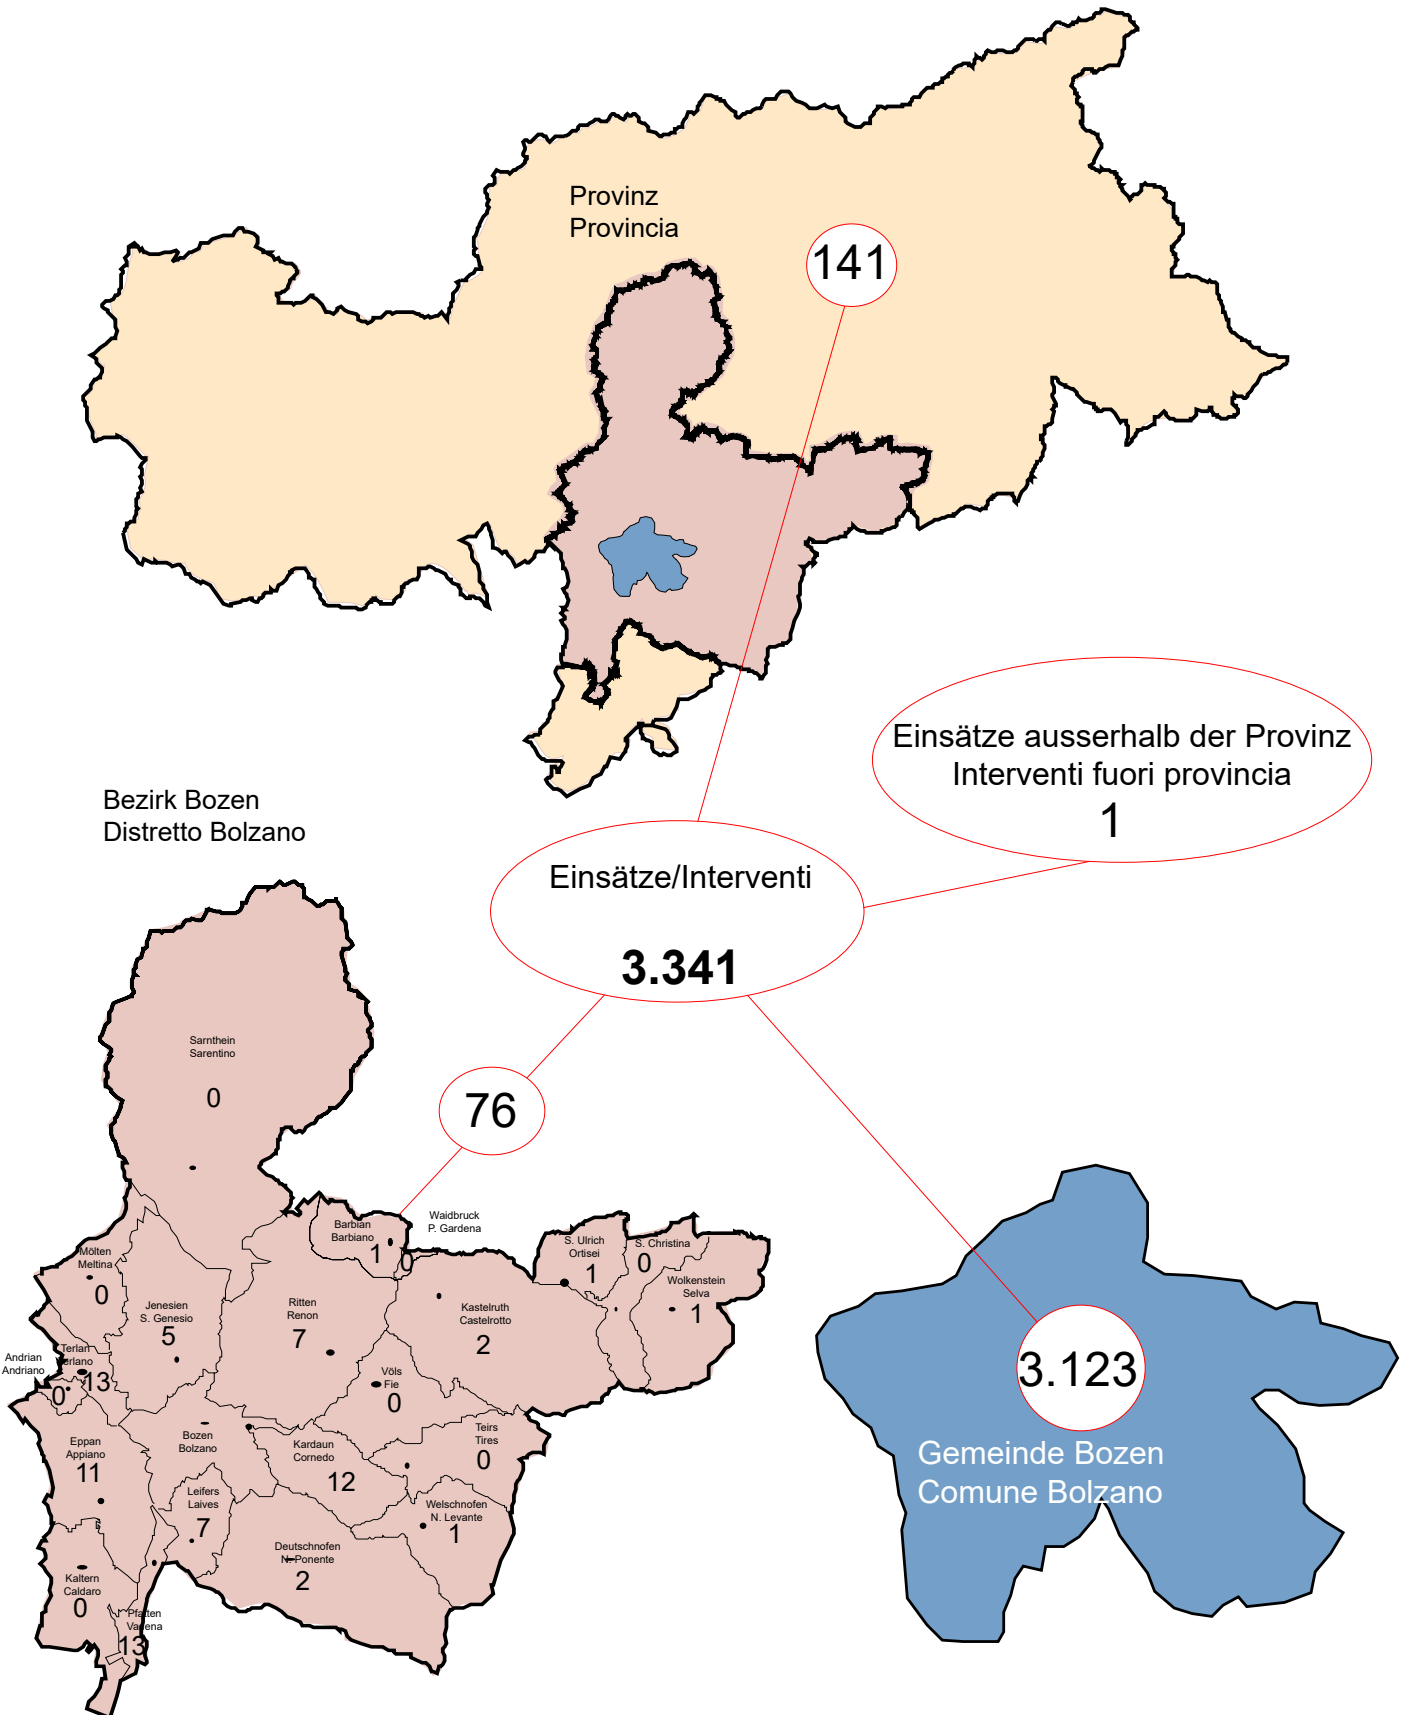 Provinz
Provincia
141
Einsätze ausserhalb der Provinz
Interventi fuori provincia
1
Bezirk Bozen
Distretto Bolzano
Einsätze/Interventi
3.341
76
Sarnthein
Sarentino
0
Waidbruck
P. Gardena
0
Barbian
Barbiano
1
S. Ulrich
Ortisei
1
S. Christina
0
Wolkenstein
Selva
1
Mölten
Meltina
0
Jenesien
S. Genesio
5
Ritten
Renon
7
Kastelruth
Castelrotto
2
Andrian
Andriano
0
Terlan
Terlano
13
Völs
Fie
0
Teirs
Tires
0
Eppan
Appiano
11
Bozen
Bolzano
Kardaun
Cornedo
12
Leifers
Laives
7
Welschnofen
N. Levante
1
Deutschnofen
N. Ponente
2
Kaltern
Caldaro
0
Pfatten
Vadena
13
3.123
Gemeinde Bozen
Comune Bolzano